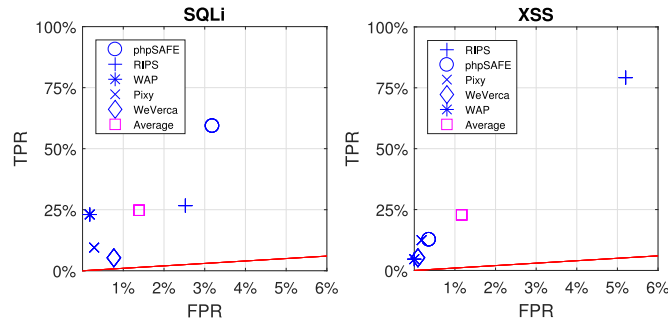 SQLi
TPR
100%
75%
50%
25%
0%
phpSAFE
RIPS
WAP
Pixy
WeVerca
Average
1%
2%
3%
4%
5%
6%
FPR
XSS
TPR
100%
75%
50%
25%
0%
RIPS
phpSAFE
Pixy
WeVerca
WAP
Average
1%
2%
3%
4%
5%
6%
FPR